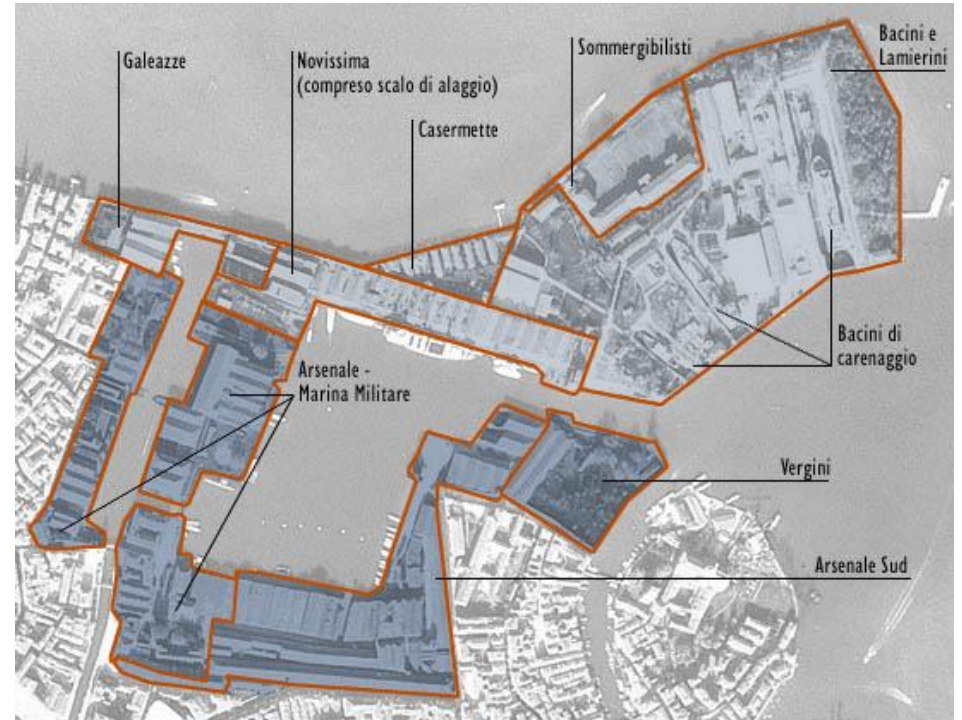 Galeazze
Novissima
(compreso scalo di alaggio)
Casermette
Sommergibilisti
Bacini e
Lamierini
Arsenale -
Marina Militare
Bacini di
carenaggio
Vergini
Arsenale Sud